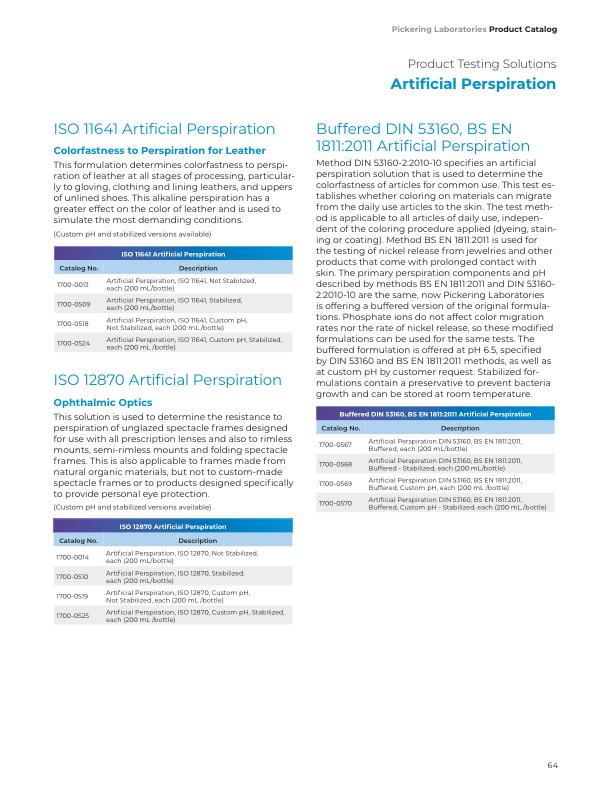 Pickering Laboratories Product Catalog
Product Testing Solutions
Artificial Perspiration
ISO 11641 Artificial Perspiration
Colorfastness to Perspiration for Leather
This formulation determines colorfastness to perspi-
ration of leather at all stages of processing, particular-
ly to gloving, clothing and lining leathers, and uppers
of unlined shoes. This alkaline perspiration has a
greater effect on the color of leather and is used to
simulate the most demanding conditions.
(Custom pH and stabilized versions available)
ISO 11641 Artificial Perspiration
Catalog No. Description
1700-0013 Artificial Perspiration, ISO 11641, Not Stabilized,
each (200 mL/bottle)
1700-0509 Artificial Perspiration, ISO 11641, Stabilized,
each (200 mL/bottle)
1700-0518 Artificial Perspiration, ISO 11641, Custom pH,
Not Stabilized, each (200 mL /bottle)
1700-0524 Artificial Perspiration, ISO 11641, Custom pH, Stabilized,
each (200 mL /bottle)
ISO 12870 Artificial Perspiration
Ophthalmic Optics
This solution is used to determine the resistance to
perspiration of unglazed spectacle frames designed
for use with all prescription lenses and also to rimless
mounts, semi-rimless mounts and folding spectacle
frames. This is also applicable to frames made from
natural organic materials, but not to custom-made
spectacle frames or to products designed specifically
to provide personal eye protection.
(Custom pH and stabilized versions available)
ISO 12870 Artificial Perspiration
Catalog No. Description
1700-0014 Artificial Perspiration, ISO 12870, Not Stabilized,
each (200 mL/bottle)
1700-0510 Artificial Perspiration, ISO 12870, Stabilized,
each (200 mL/bottle)
1700-0519 Artificial Perspiration, ISO 12870, Custom pH,
Not Stabilized, each (200 mL /bottle)
1700-0525 Artificial Perspiration, ISO 12870, Custom pH, Stabilized,
each (200 mL /bottle)
Buffered DIN 53160, BS EN
1811:2011 Artificial Perspiration
Method DIN 53160-2:2010-10 specifies an artificial
perspiration solution that is used to determine the
colorfastness of articles for common use. This test es-
tablishes whether coloring on materials can migrate
from the daily use articles to the skin. The test meth-
od is applicable to all articles of daily use, indepen-
dent of the coloring procedure applied (dyeing, stain-
ing or coating). Method BS EN 1811:2011 is used for
the testing of nickel release from jewelries and other
products that come with prolonged contact with
skin. The primary perspiration components and pH
described by methods BS EN 1811:2011 and DIN 53160-
2:2010-10 are the same, now Pickering Laboratories
is offering a buffered version of the original formula-
tions. Phosphate ions do not affect color migration
rates nor the rate of nickel release, so these modified
formulations can be used for the same tests. The
buffered formulation is offered at pH 6.5, specified
by DIN 53160 and BS EN 1811:2011 methods, as well as
at custom pH by customer request. Stabilized for-
mulations contain a preservative to prevent bacteria
growth and can be stored at room temperature.
Buffered DIN 53160, BS EN 1811:2011 Artificial Perspiration
Catalog No. Description
1700-0567 Artificial Perspiration DIN 53160, BS EN 1811:2011,
Buffered, each (200 mL/bottle)
1700-0568 Artificial Perspiration DIN 53160, BS EN 1811:2011,
Buffered - Stabilized, each (200 mL/bottle)
1700-0569 Artificial Perspiration DIN 53160, BS EN 1811:2011,
Buffered, Custom pH, each (200 mL/bottle)
1700-0570 Artificial Perspiration DIN 53160, BS EN 1811:2011,
Buffered, Custom pH - Stabilized, each (200 mL /bottle)
64